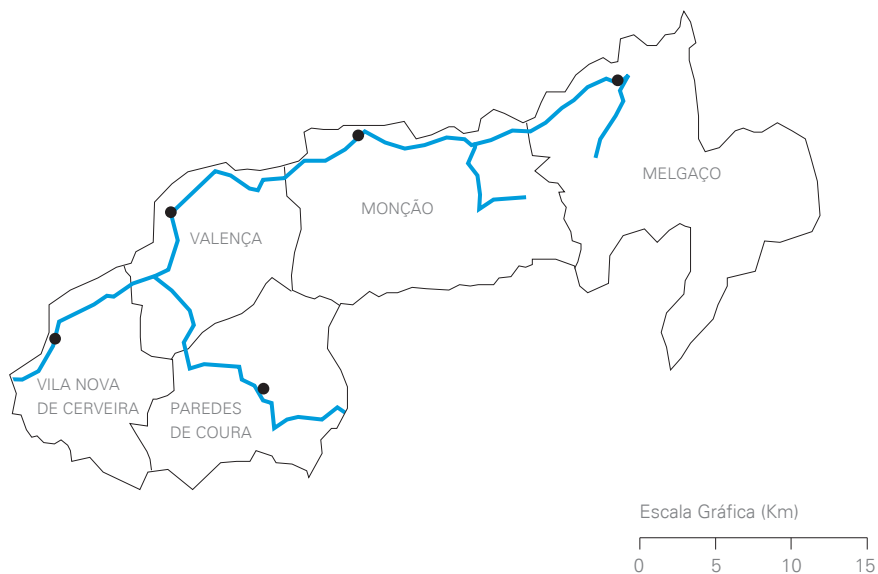 MELGAÇO
MONÇÃO
VALENÇA
VILA NOVA
DE CERVEIRA
PAREDES
DE COURA
Escala Gráfica (Km)
0 5 10 15